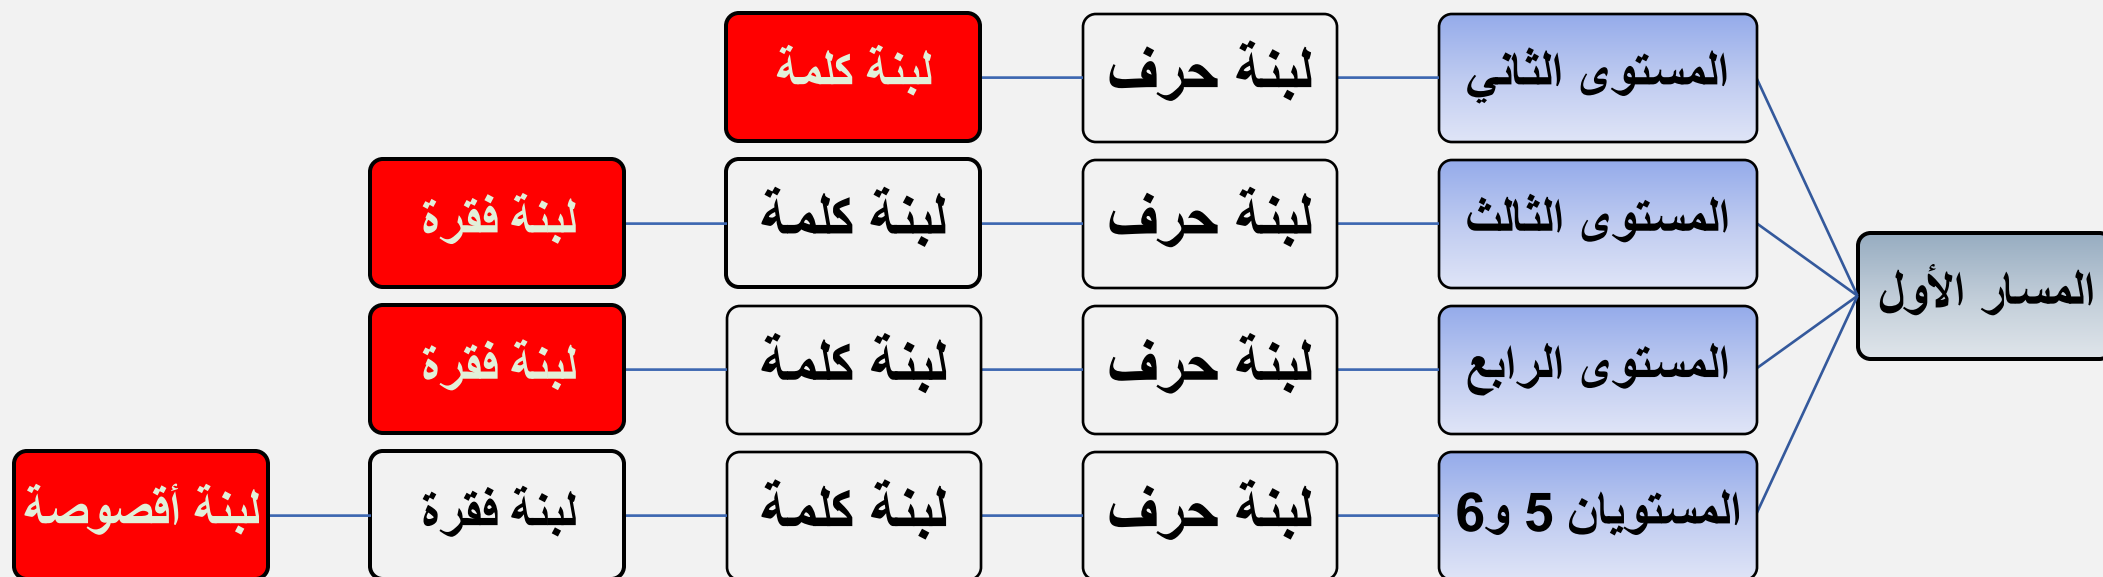 المسار الأول
المستوى الثاني
لبنة حرف
لبنة كلمة
المستوى الثالث
لبنة حرف
لبنة كلمة
لبنة فقرة
المستوى الرابع
لبنة حرف
لبنة كلمة
لبنة فقرة
المستويان 5 و6
لبنة حرف
لبنة كلمة
لبنة فقرة
لبنة أقصوصة